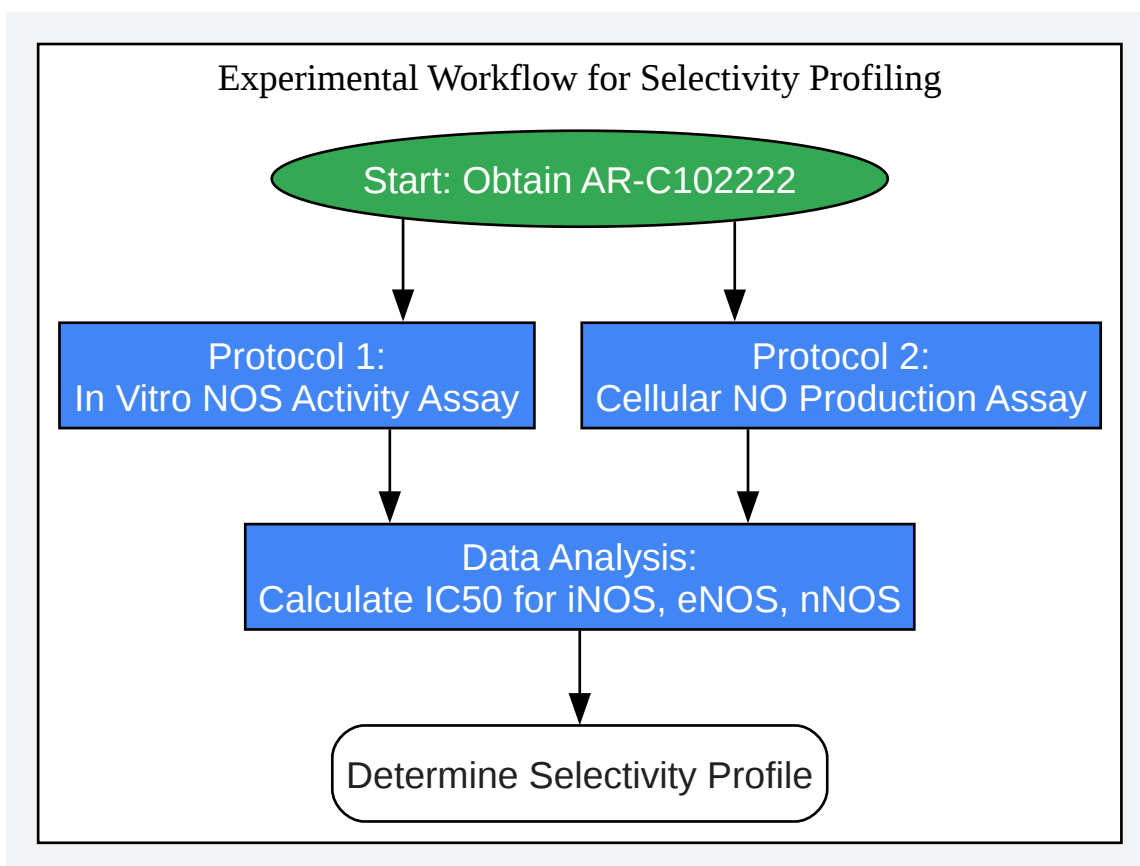 Experimental Workflow for Selectivity Profiling
Start: Obtain AR-C102222
Protocol 1:
In Vitro NOS Activity Assay
Protocol 2:
Cellular NO Production Assay
Data Analysis:
Calculate IC50 for iNOS, eNOS, nNOS
Determine Selectivity Profile